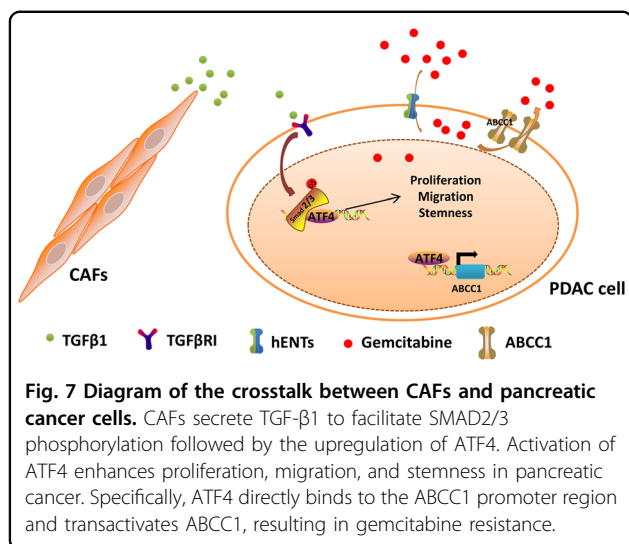 ABCC1
Proliferation
Migration
Stemness
Smad 2/3
ATF4
ATF4
ABCC1
CAFs
PDAC cell
TGFβ1
TGFβRI
hENTs
Gemcitabine
ABCC1
Fig. 7 Diagram of the crosstalk between CAFs and pancreatic
cancer cells. CAFs secrete TGF-β1 to facilitate SMAD2/3
phosphorylation followed by the upregulation of ATF4. Activation of
ATF4 enhances proliferation, migration, and stemness in pancreatic
cancer. Specifically, ATF4 directly binds to the ABCC1 promoter region
and transactivates ABCC1, resulting in gemcitabine resistance.